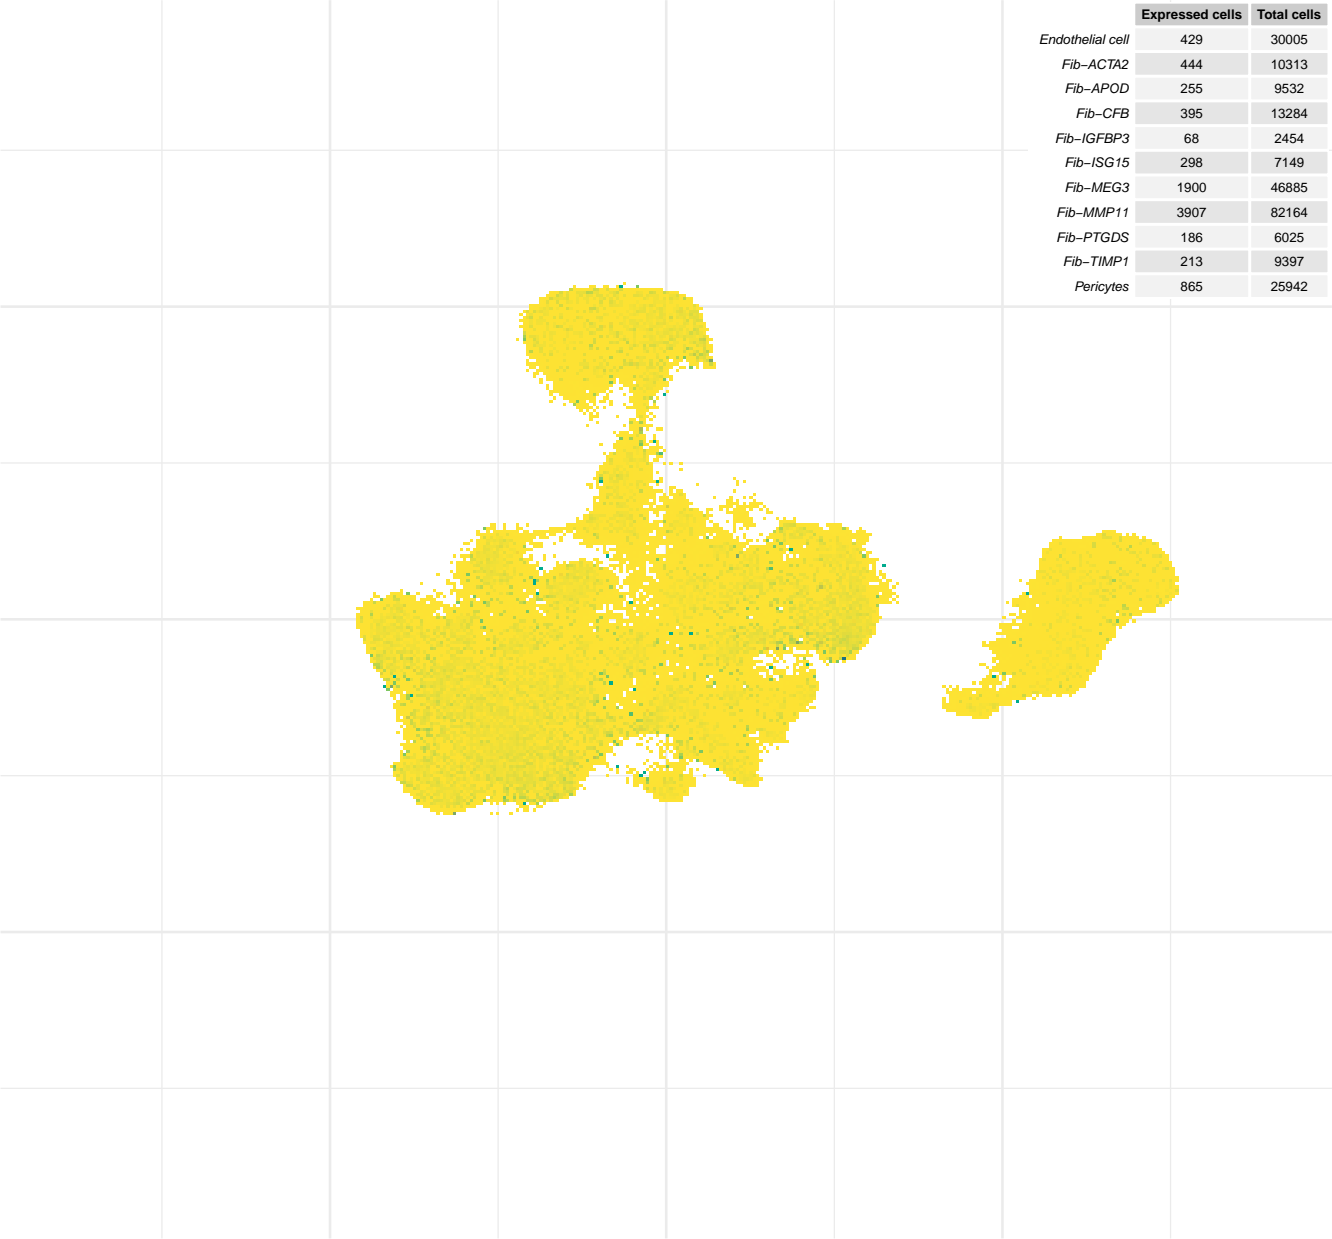 Expressed cells Total cells
Endothelial cell 429 30005
Fib−ACTA2 444 10313
Fib−APOD 255 9532
Fib−CFB 395 13284
Fib−IGFBP3 68 2454
Fib−ISG15 298 7149
Fib−MEG3 1900 46885
Fib−MMP11 3907 82164
Fib−PTGDS 186 6025
Fib−TIMP1 213 9397
Pericytes 865 25942